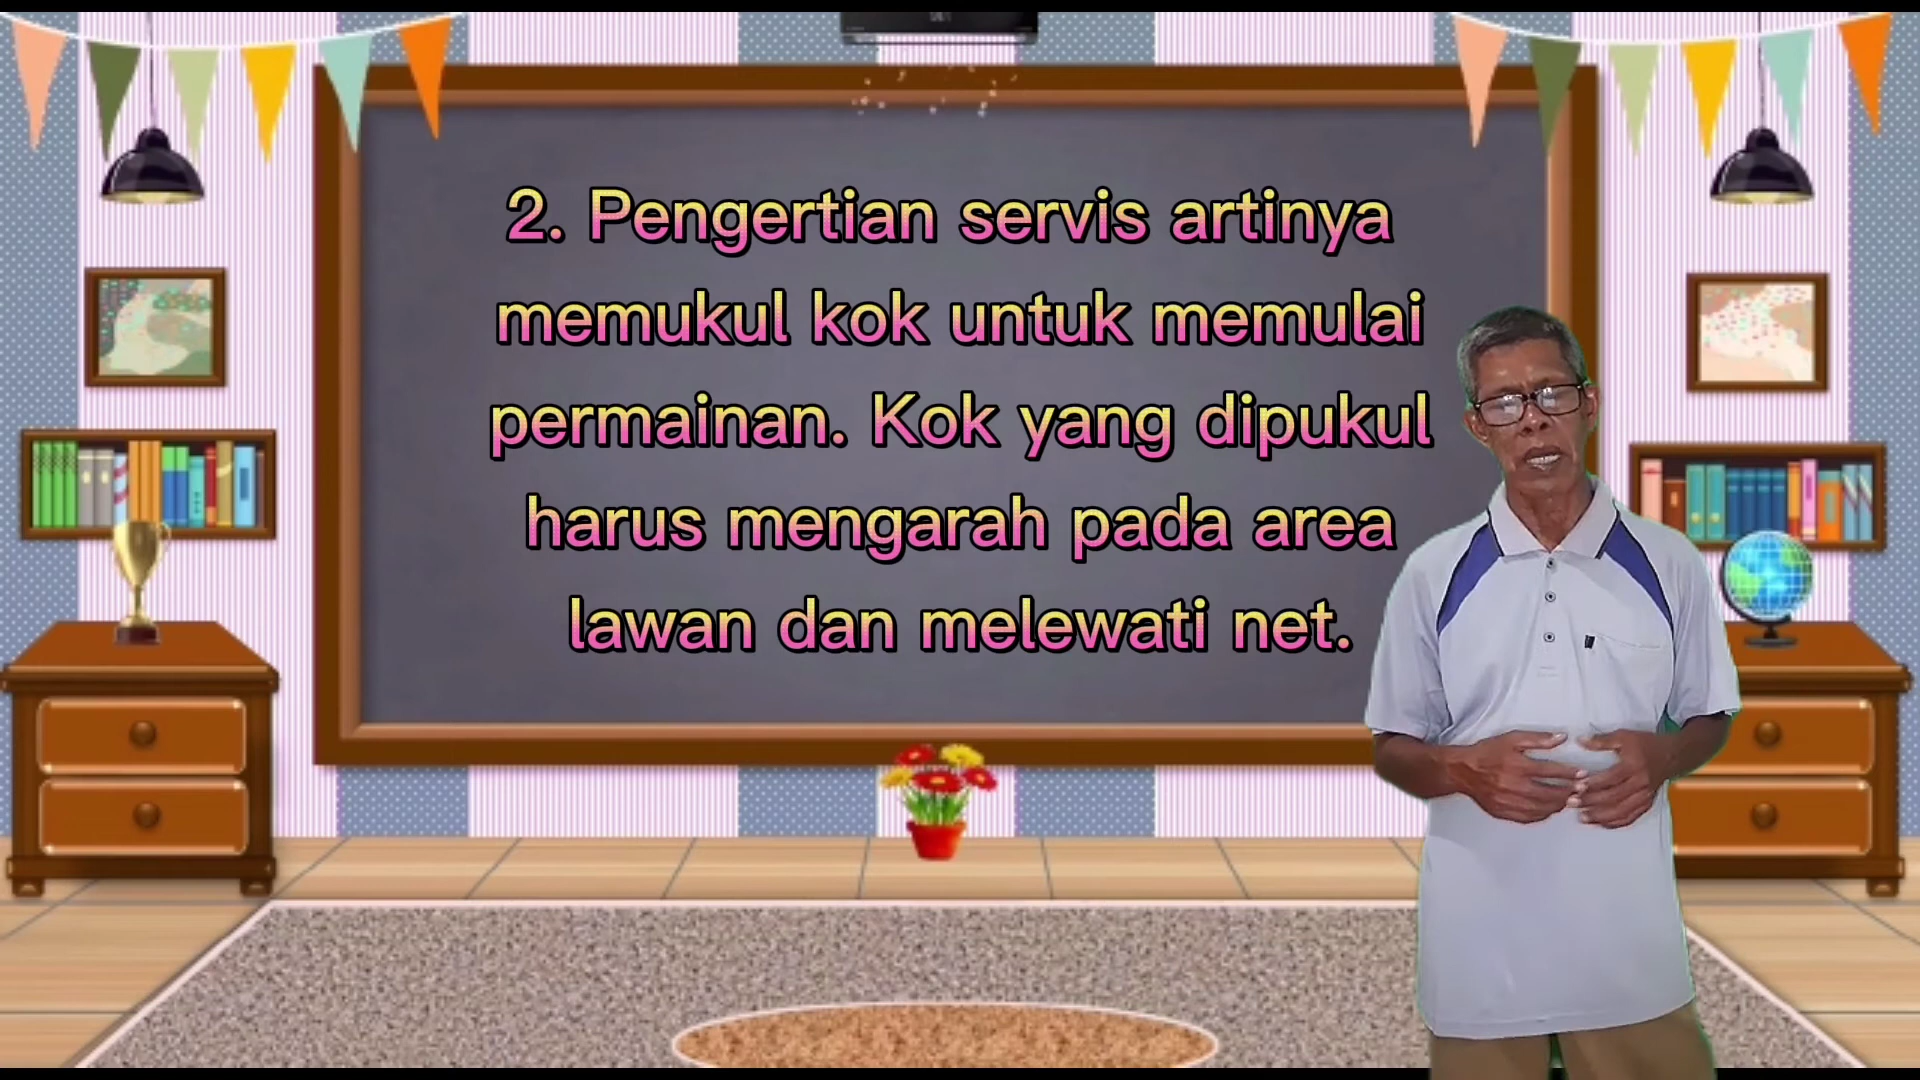 2. Pengertian servis artinya
memukul kok untuk memulai
permainan. Kok yang dipukul
harus mengarah pada area
lawan dan melewati net.